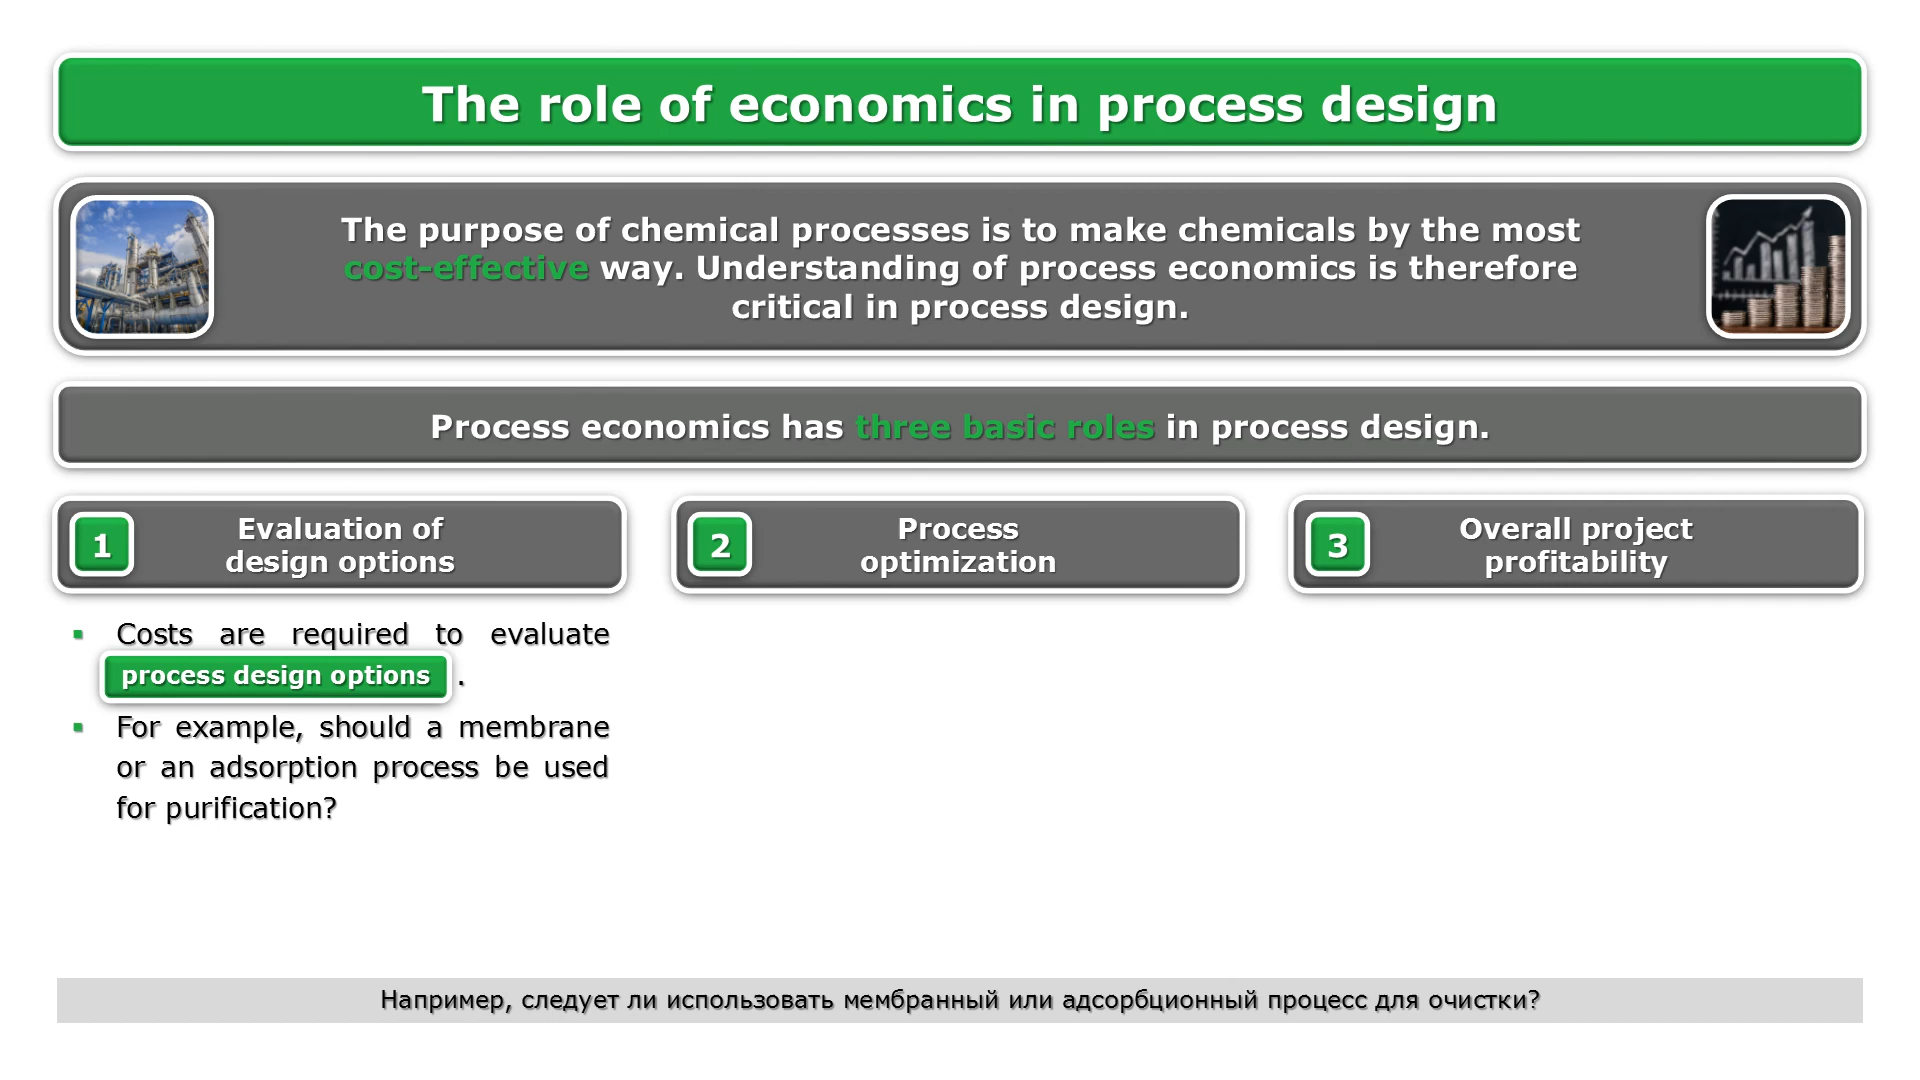 The role of economics in process design
The purpose of chemical processes is to make chemicals by the most
cost-effective way. Understanding of process economics is therefore
critical in process design.
Process economics has three basic roles in process design.
1
Evaluation of
design options
2
Process
optimization
3
Overall project
profitability
▪ Costs are required to evaluate
process design options .
▪ For example, should a membrane
or an adsorption process be used
for purification?
Например, следует ли использовать мембранный или адсорбционный процесс для очистки?